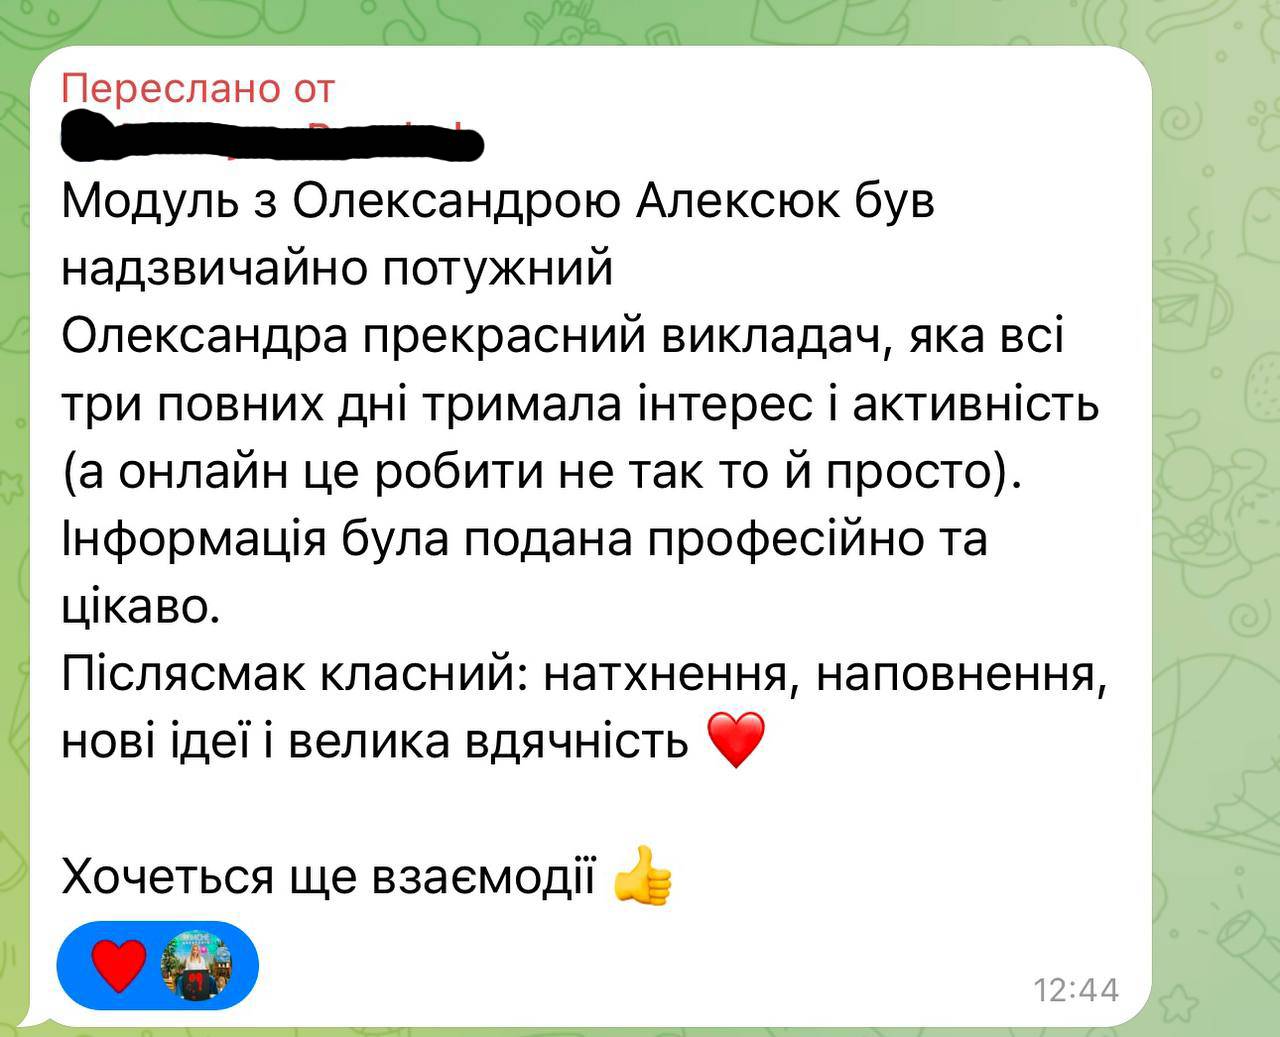 Переслано от
Модуль з Олександрою Алексюк був
надзвичайно потужний
Олександра прекрасний викладач, яка всі
три повних дні тримала інтерес і активність
(а онлайн це робити не так то й просто).
Інформація була подана професійно та
цікаво.
Післясмак класний: натхнення, наповнення,
нові ідеї і велика вдячність ❤️
Хочеться ще взаємодії 👍
12:44